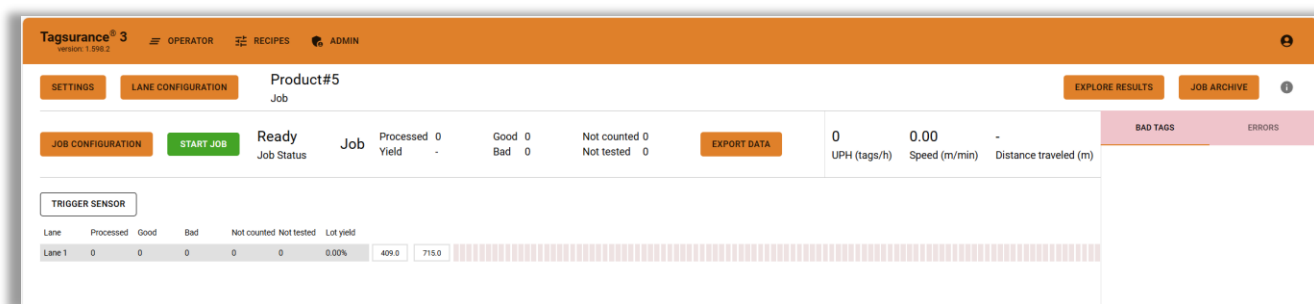 Tagsurance® 3
version: 1.598.2
OPERATOR RECIPES ADMIN
SETTINGS LANE CONFIGURATION Product#5 EXPLORE RESULTS JOB ARCHIVE
Job
JOB CONFIGURATION START JOB Ready Job Processed 0 Good 0 Not counted 0 EXPORT DATA 0 0.00 - BAD TAGS ERRORS
Job Status Yield - Bad 0 Not tested 0 UPH (tags/h) Speed (m/min) Distance traveled (m)
TRIGGER SENSOR
Lane Processed Good Bad Not counted Not tested Lot yield
Lane 1 0 0 0 0 0 0.00% 409.0 715.0